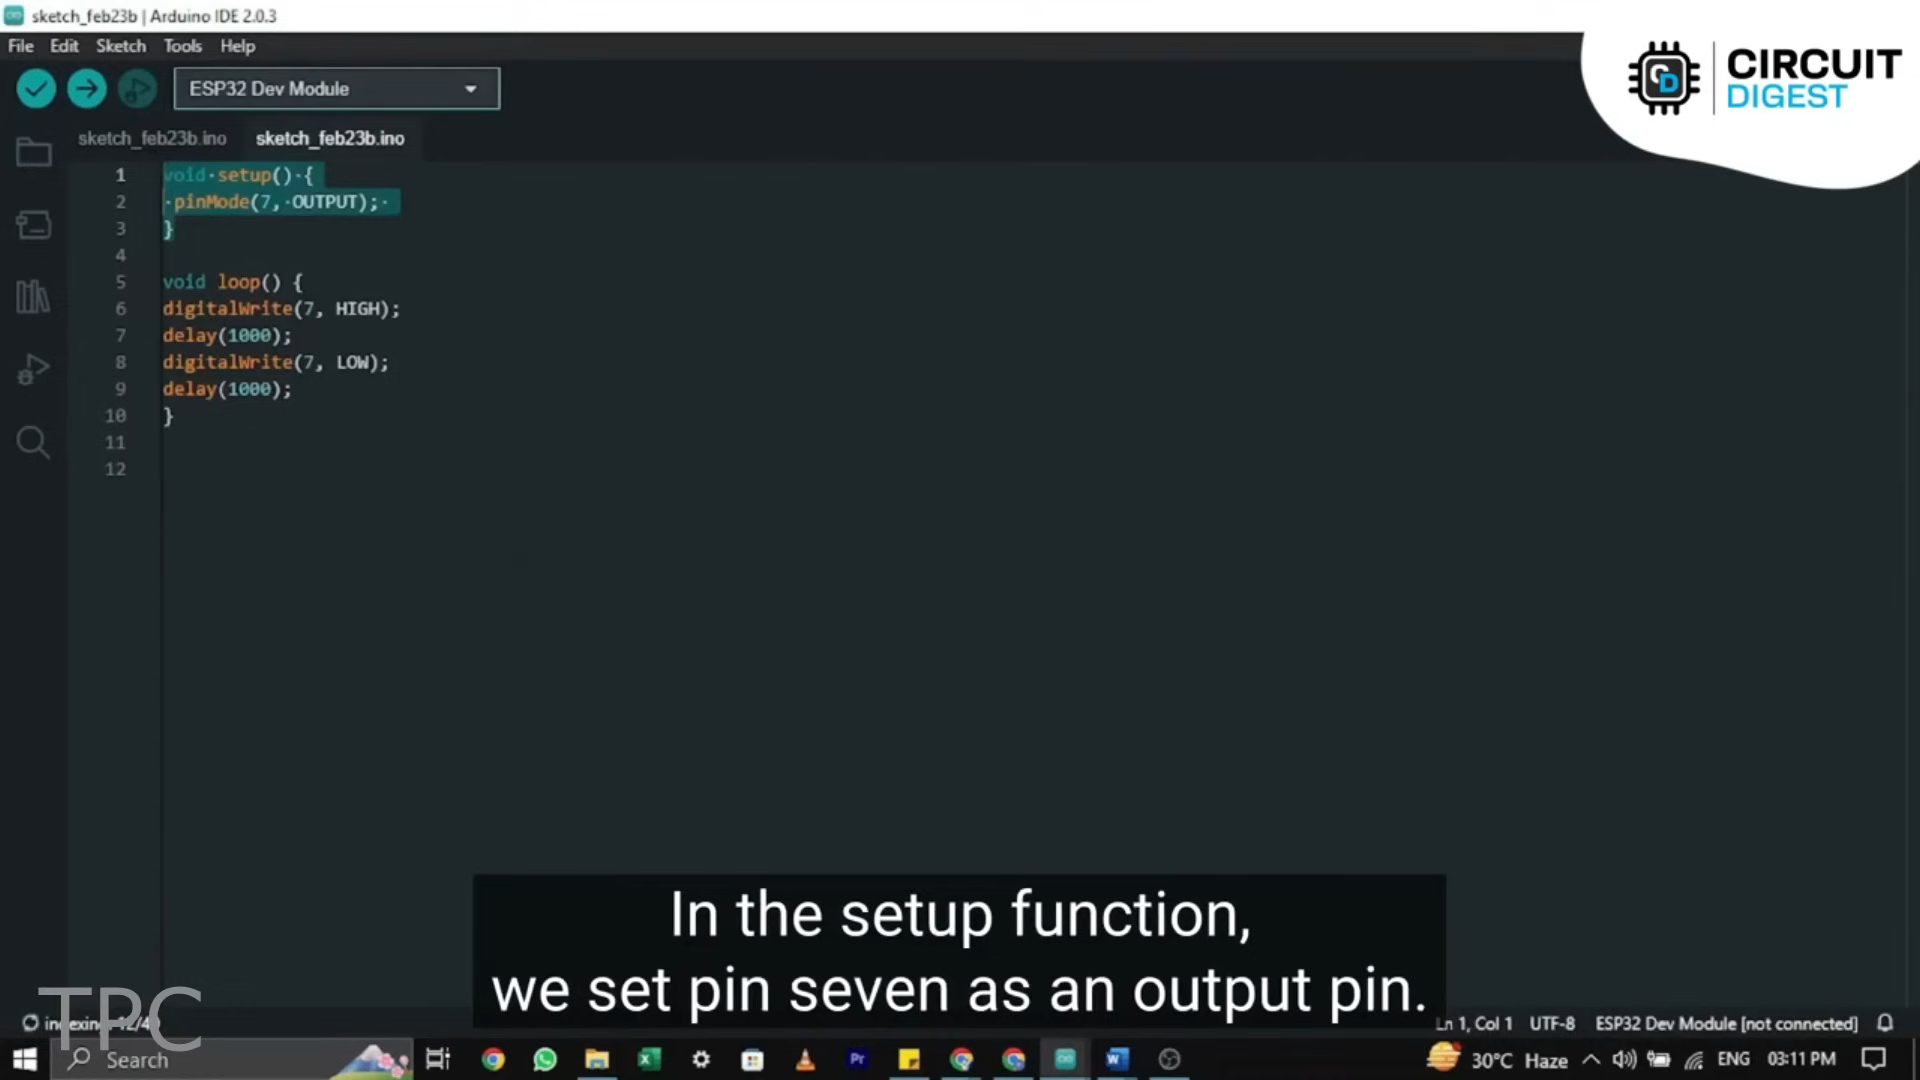 sketch_feb23b | Arduino IDE 2.0.3
File Edit Sketch Tools Help
ESP32 Dev Module
CIRCUIT
DIGEST
CD
sketch_feb23b.ino sketch_feb23b.ino
1 void setup() {
2 pinMode(7, OUTPUT);
3 }
4
5 void loop() {
6 digitalWrite(7, HIGH);
7 delay(1000);
8 digitalWrite(7, LOW);
9 delay(1000);
10 }
11
12
In the setup function,
we set pin seven as an output pin.
TPC
Ln 1, Col 1 UTF-8 ESP32 Dev Module [not connected]
Search Pr 30°C Haze ENG 03:11 PM